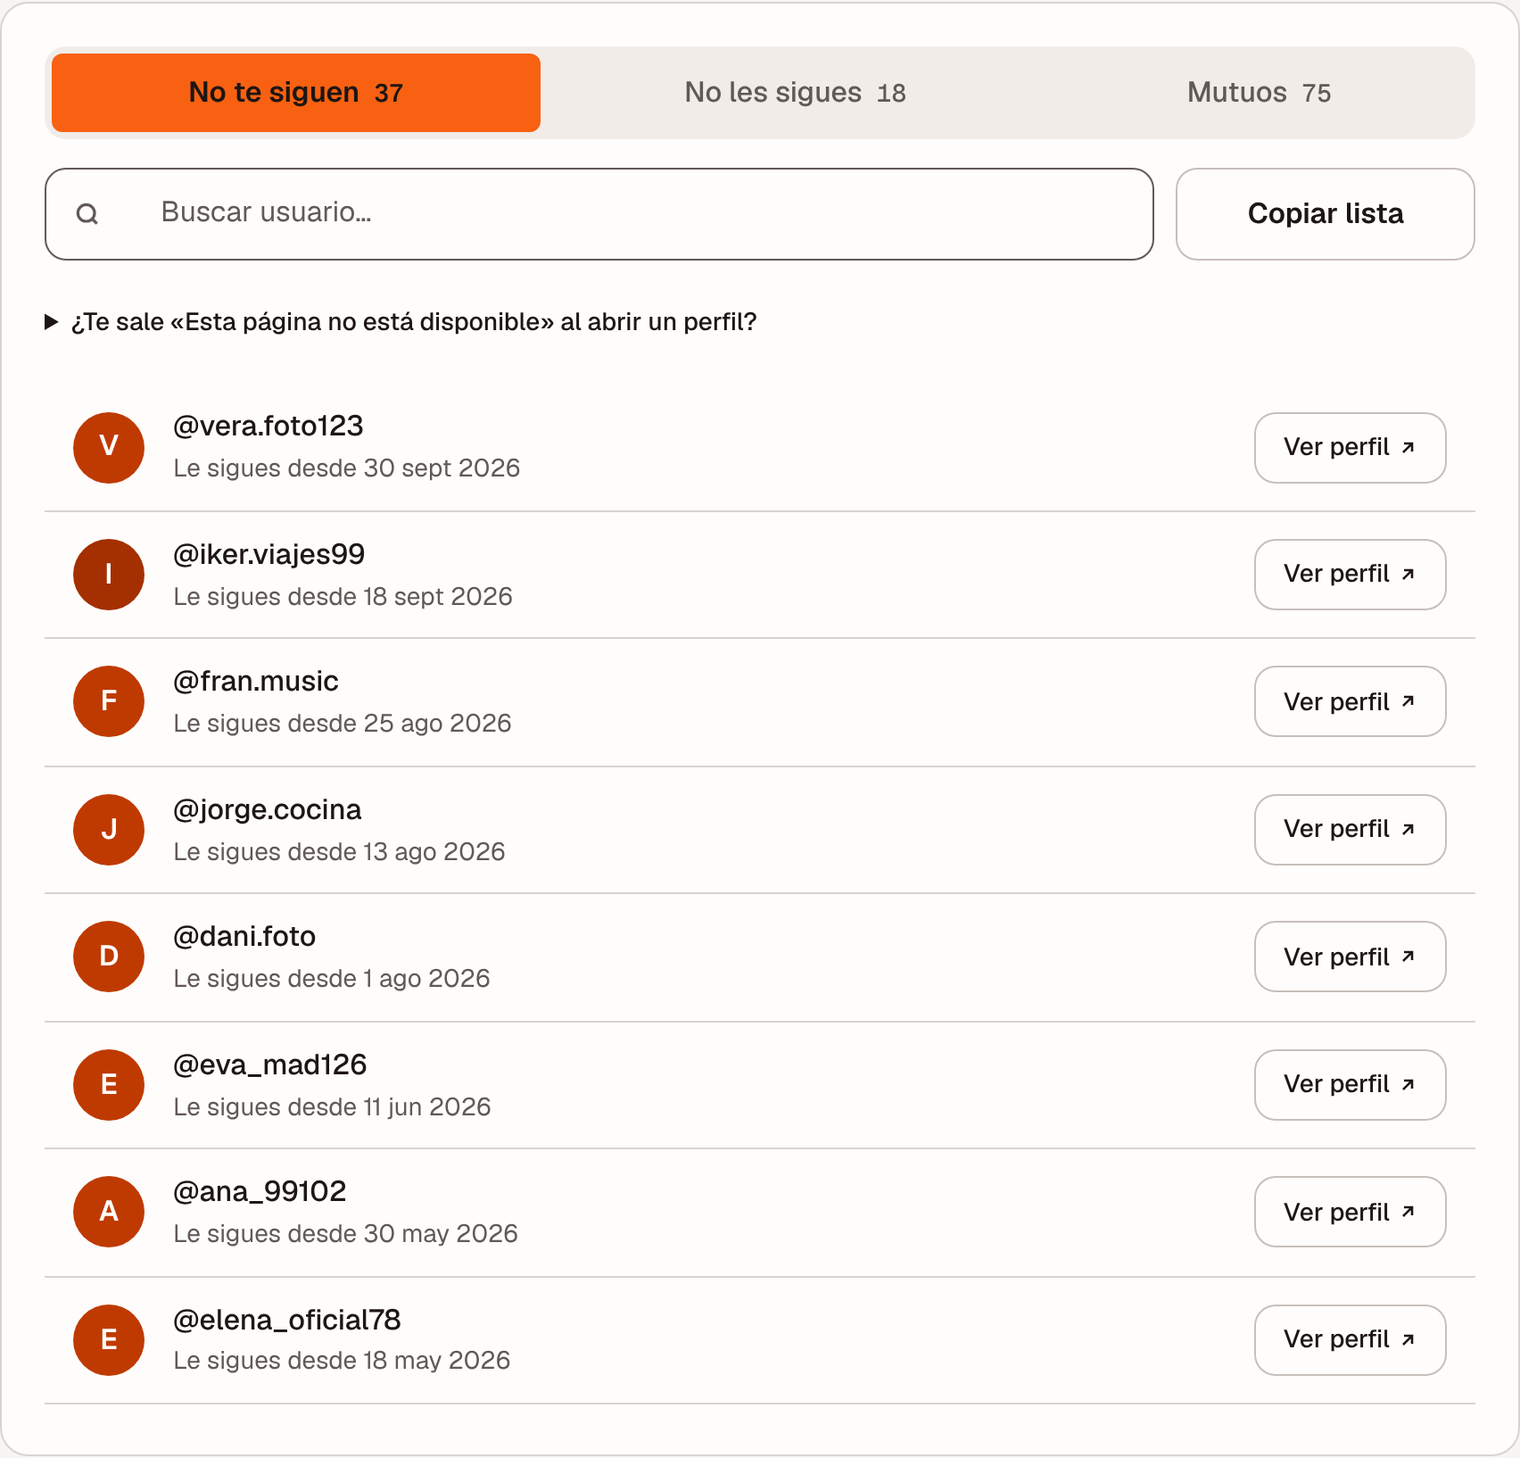 No te siguen 37
No les sigues 18
Mutuos 75
Buscar usuario...
Copiar lista
▶ ¿Te sale «Esta página no está disponible» al abrir un perfil?
V
@vera.foto123
Le sigues desde 30 sept 2026
Ver perfil ↗
I
@iker.viajes99
Le sigues desde 18 sept 2026
Ver perfil ↗
F
@fran.music
Le sigues desde 25 ago 2026
Ver perfil ↗
J
@jorge.cocina
Le sigues desde 13 ago 2026
Ver perfil ↗
D
@dani.foto
Le sigues desde 1 ago 2026
Ver perfil ↗
E
@eva_mad126
Le sigues desde 11 jun 2026
Ver perfil ↗
A
@ana_99102
Le sigues desde 30 may 2026
Ver perfil ↗
E
@elena_oficial78
Le sigues desde 18 may 2026
Ver perfil ↗